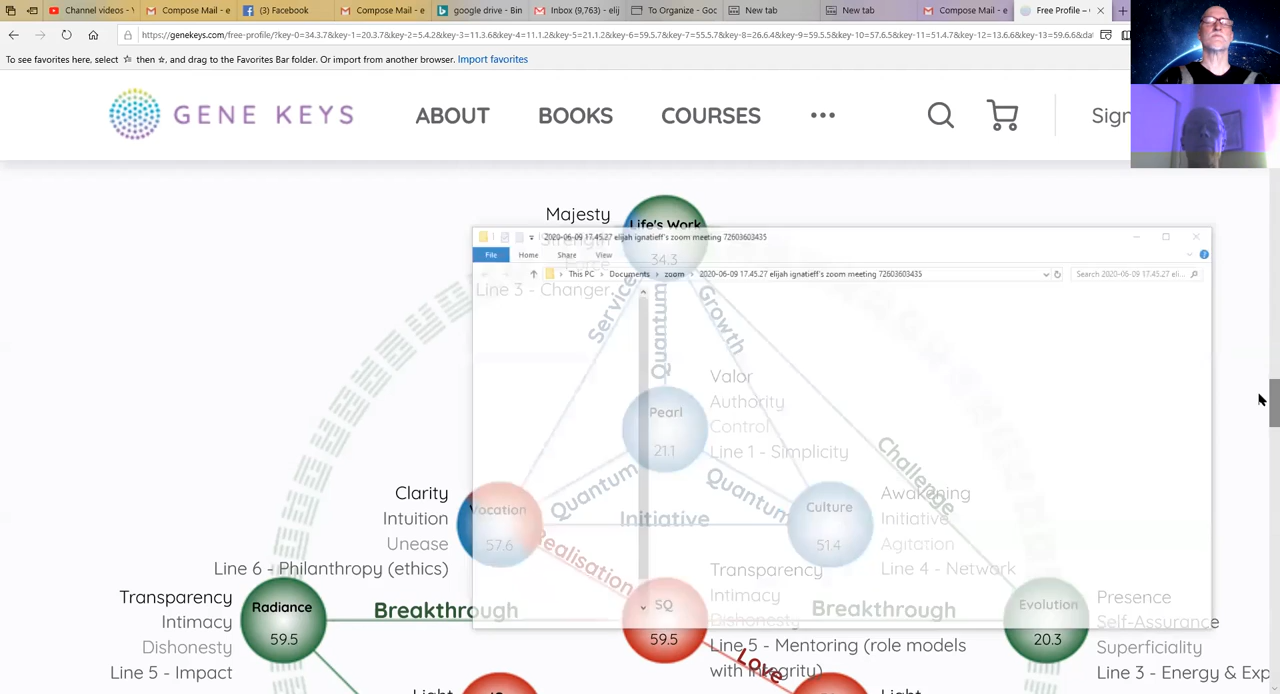 Channel videos - Y
Compose Mail - e
(3) Facebook
Compose Mail - e
google drive - Bin
Inbox (9,763) - elij
To Organize - Goo
New tab
New tab
Compose Mail - e
Free Profile –
https://genekeys.com/free-profile/?key-0=34.3.7&key-1=20.3.7&key-2=5.4.2&key-3=11.3.6&key-4=11.1.2&key-5=21.1.2&key-6=59.5.7&key-7=55.5.7&key-8=26.6.4&key-9=59.5.5&key-10=57.6.5&key-11=51.4.7&key-12=13.6.6&key-13=59.6.6&dat
To see favorites here, select ☆ then ☆, and drag to the Favorites Bar folder. Or import from another browser. Import favorites
GENE KEYS
ABOUT
BOOKS
COURSES
•••
Sign
Majesty
Strength
Force
Line 3 - Changer
Life's Work
34.3
2020-06-09 17.45.27 elijah ignatieff's zoom meeting 72603603435
File
Home
Share
View
This PC > Documents > zoom > 2020-06-09 17.45.27 elijah ignatieff's zoom meeting 72603603435
Search 2020-06-09 17.45.27 eli...
Service
Quantum
Growth
Challenge
Pearl
21.1
Valor
Authority
Control
Line 1 - Simplicity
Quantum
Quantum
Clarity
Intuition
Unease
Line 6 - Philanthropy (ethics)
Vocation
57.6
Initiative
Culture
51.4
Awakening
Initiative
Agitation
Line 4 - Network
Realisation
Transparency
Intimacy
Dishonesty
Line 5 - Impact
Radiance
59.5
Breakthrough
SQ
59.5
Transparency
Intimacy
Dishonesty
Line 5 - Mentoring (role models
with integrity)
Breakthrough
Evolution
20.3
Presence
Self-Assurance
Superficiality
Line 3 - Energy & Exp
Love
Light
Light